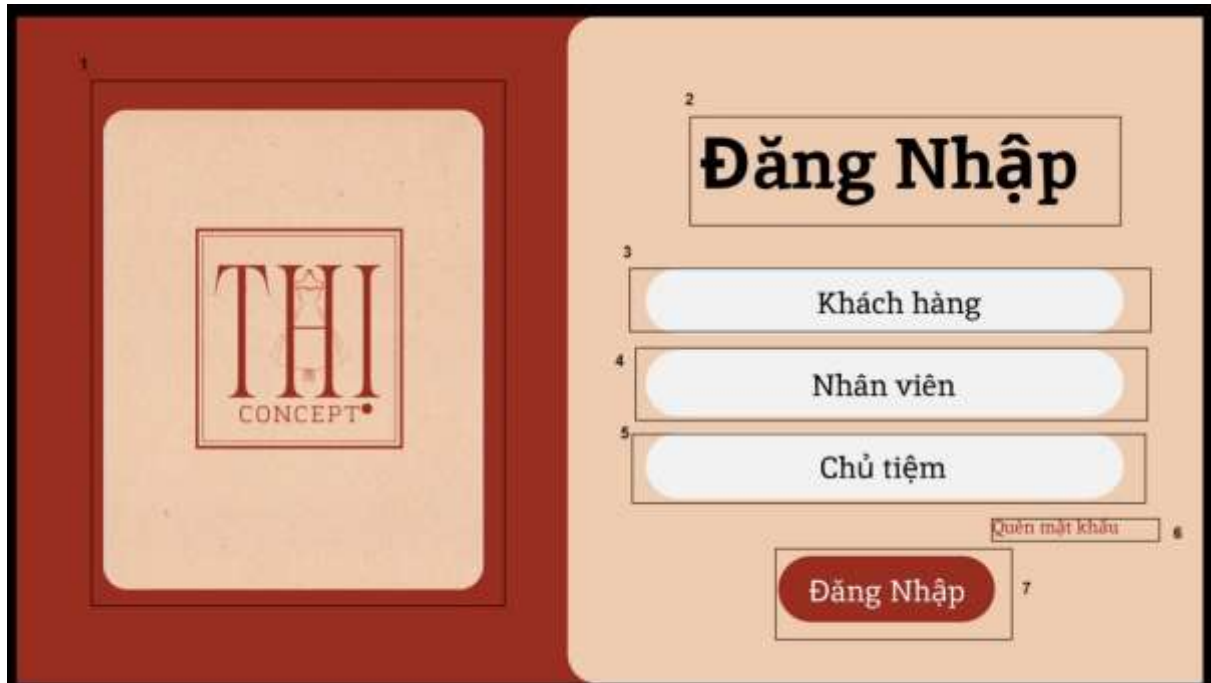 1
THỊ
CONCEPT
2
Đăng Nhập
3
Khách hàng
4
Nhân viên
5
Chủ tiệm
Quên mật khẩu
6
Đăng Nhập
7